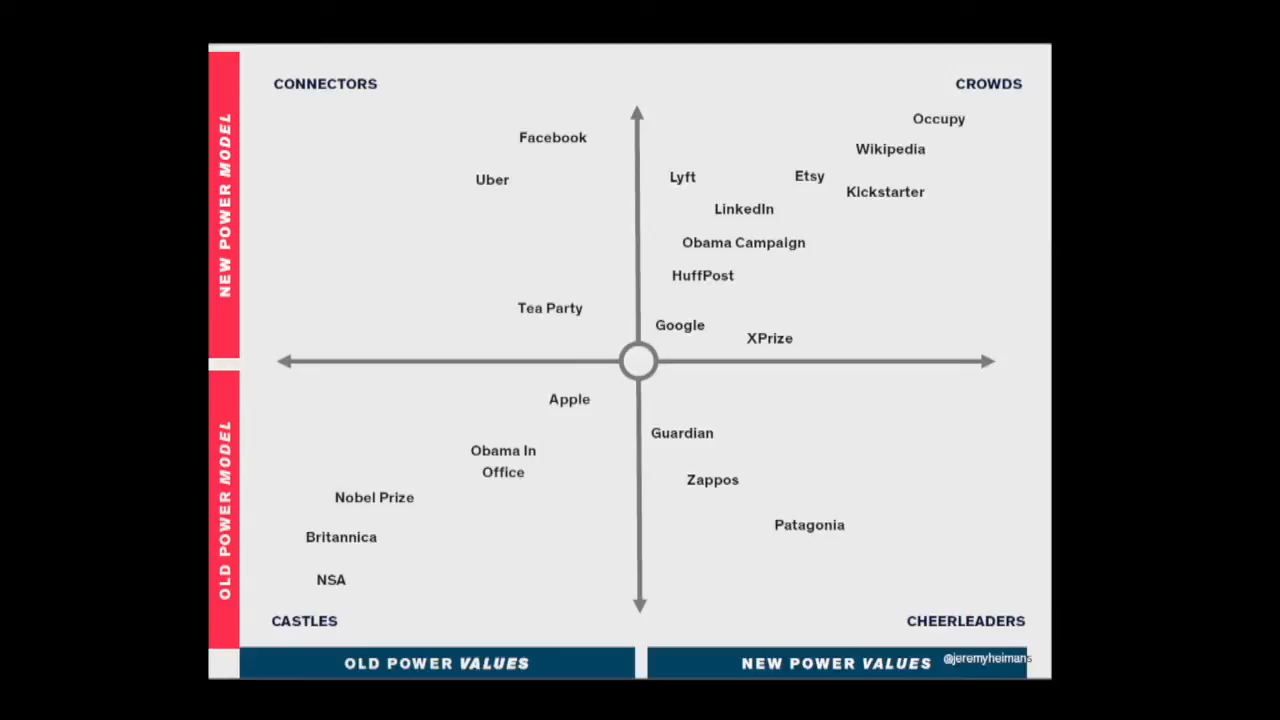 CONNECTORS
CROWDS
Occupy
Facebook
Wikipedia
Uber
Lyft
Etsy
Kickstarter
LinkedIn
Obama Campaign
HuffPost
Tea Party
Google
XPrize
NEW POWER MODEL
Apple
Guardian
Obama In
Office
Zappos
Nobel Prize
Patagonia
Britannica
NSA
OLD POWER MODEL
CASTLES
CHEERLEADERS
OLD POWER VALUES
NEW POWER VALUES
@jeremyheimans